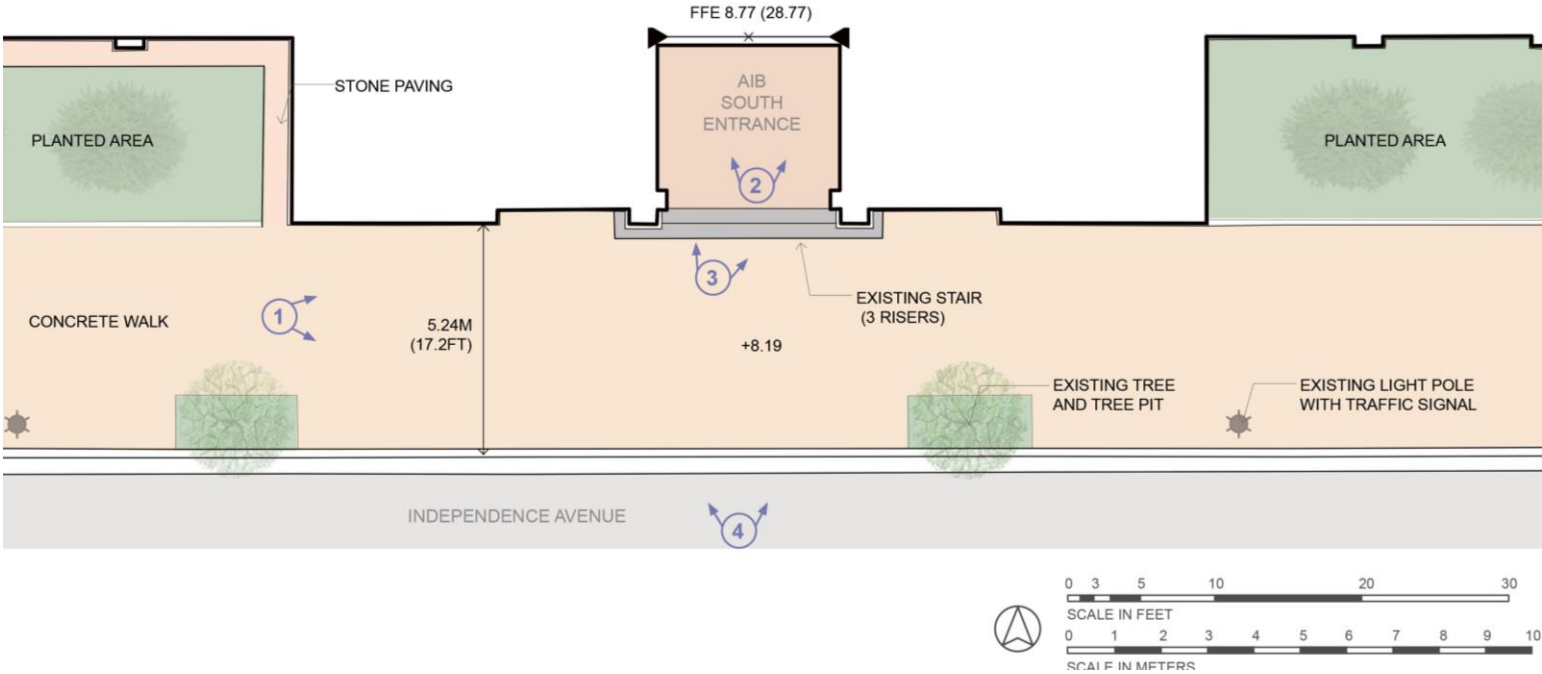 FFE 8.77 (28.77)
STONE PAVING
AIB
SOUTH
ENTRANCE
PLANTED AREA
PLANTED AREA
2
3
1
CONCRETE WALK
5.24M
(17.2FT)
EXISTING STAIR
(3 RISERS)
+8.19
EXISTING TREE
AND TREE PIT
EXISTING LIGHT POLE
WITH TRAFFIC SIGNAL
INDEPENDENCE AVENUE
4
0 3 5 10 20 30
SCALE IN FEET
0 1 2 3 4 5 6 7 8 9 10
SCALE IN METERS